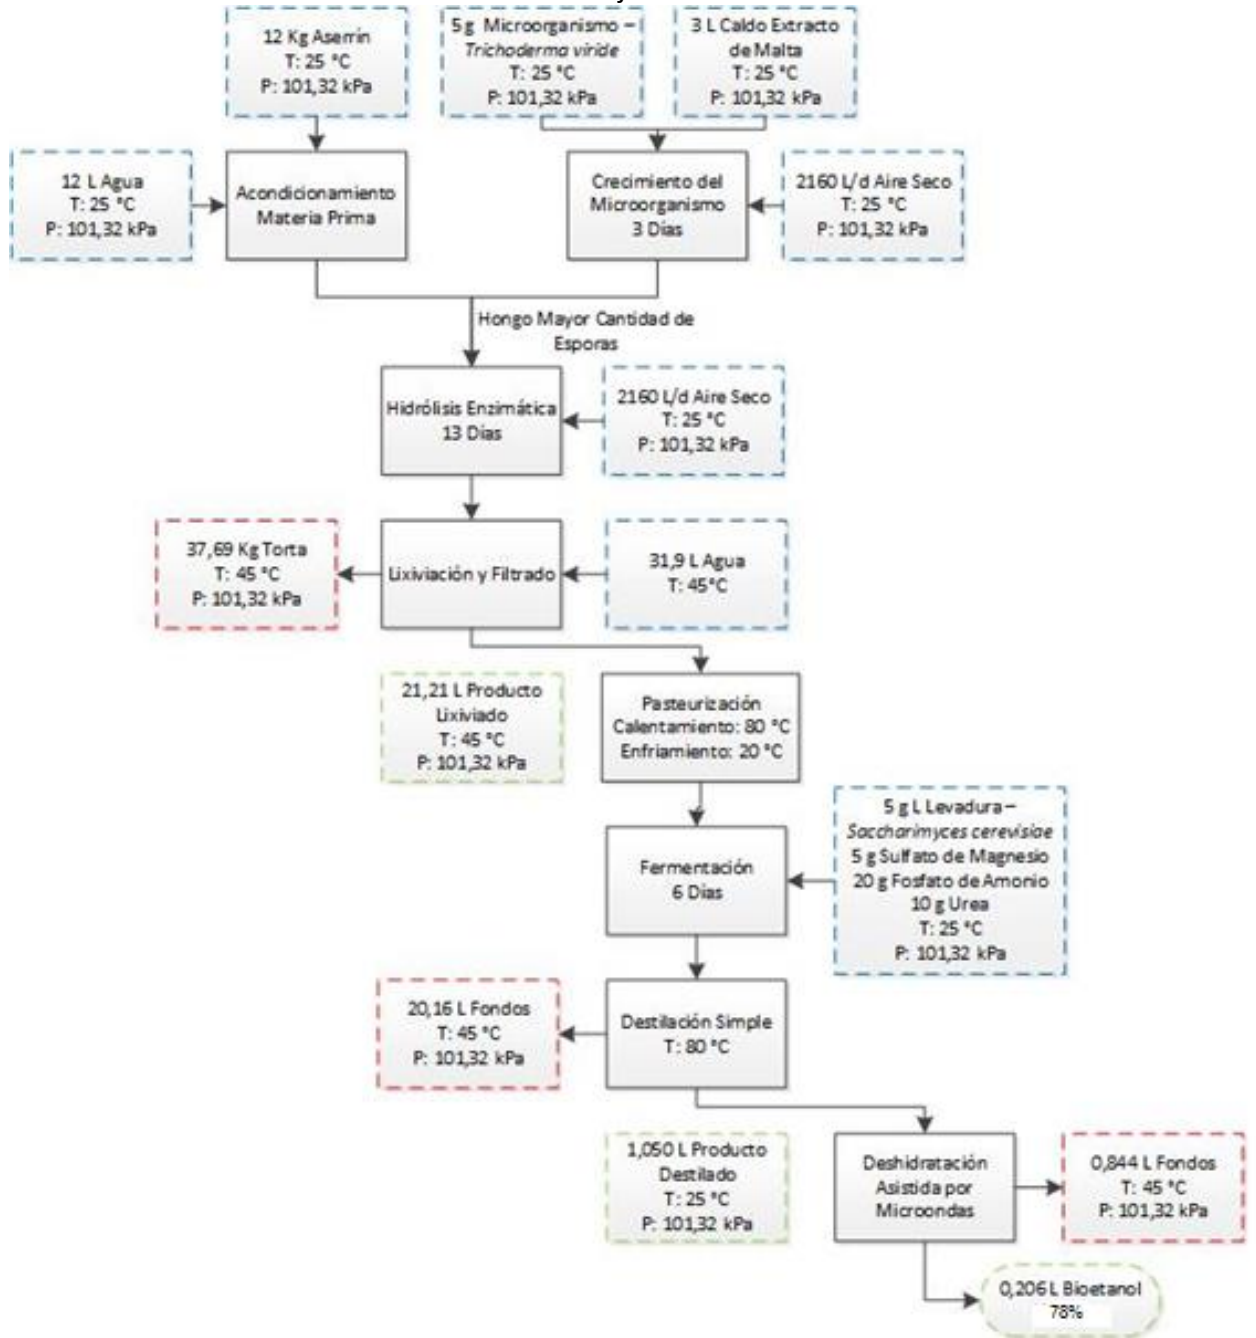 12 Kg Aserrín
T: 25 °C
P: 101,32 kPa
5 g Microorganismo –
Trichoderma viride
T: 25 °C
P: 101,32 kPa
3 L Caldo Extracto
de Malta
T: 25 °C
P: 101,32 kPa
12 L Agua
T: 25 °C
P: 101,32 kPa
Acondicionamiento
Materia Prima
Crecimiento del
Microorganismo
3 Días
2160 L/d Aire Seco
T: 25 °C
P: 101,32 kPa
Hongo Mayor Cantidad de
Esporas
Hidrólisis Enzimática
13 Días
2160 L/d Aire Seco
T: 25 °C
P: 101,32 kPa
37,69 Kg Torta
T: 45 °C
P: 101,32 kPa
Lixiviación y Filtrado
31,9 L Agua
T: 45°C
21,21 L Producto
Lixiviado
T: 45 °C
P: 101,32 kPa
Pasteurización
Calentamiento: 80 °C
Enfriamiento: 20 °C
Fermentación
6 Días
5 g L Levadura –
Saccharimyces cerevisiae
5 g Sulfato de Magnesio
20 g Fosfato de Amonio
10 g Urea
T: 25 °C
P: 101,32 kPa
20,16 L Fondos
T: 45 °C
P: 101,32 kPa
Destilación Simple
T: 80 °C
1,050 L Producto
Destilado
T: 25 °C
P: 101,32 kPa
Deshidratación
Asistida por
Microondas
0,844 L Fondos
T: 45 °C
P: 101,32 kPa
0,206 L Bioetanol
78%